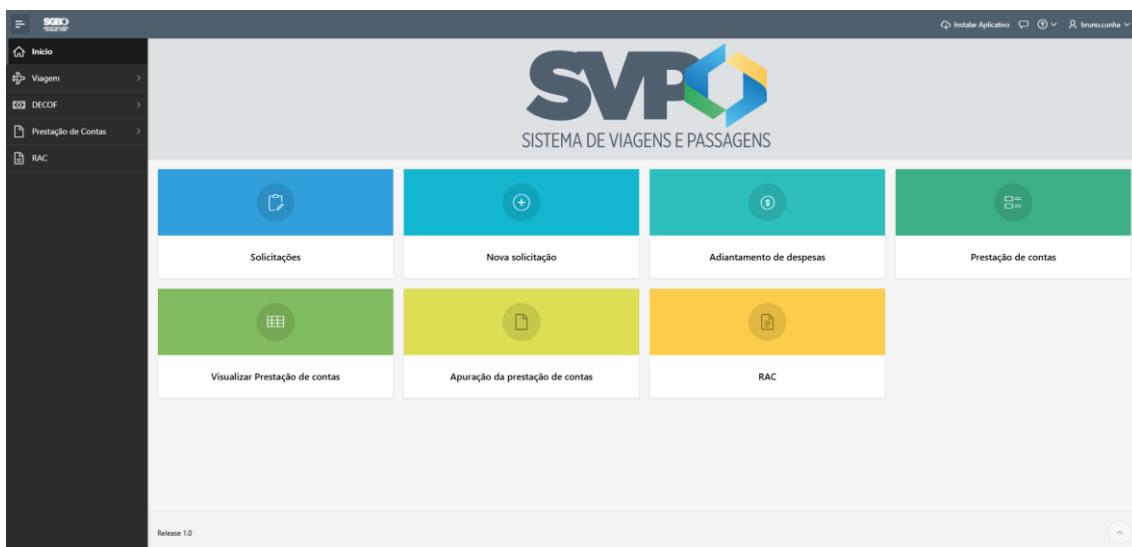 SGBO
Instalar Aplicativo
bruno.cunha
Início
Viagem
DECOF
Prestação de Contas
RAC
SVP
SISTEMA DE VIAGENS E PASSAGENS
Solicitações
Nova solicitação
Adiantamento de despesas
Prestação de contas
Visualizar Prestação de contas
Apuração da prestação de contas
RAC
Release 1.0